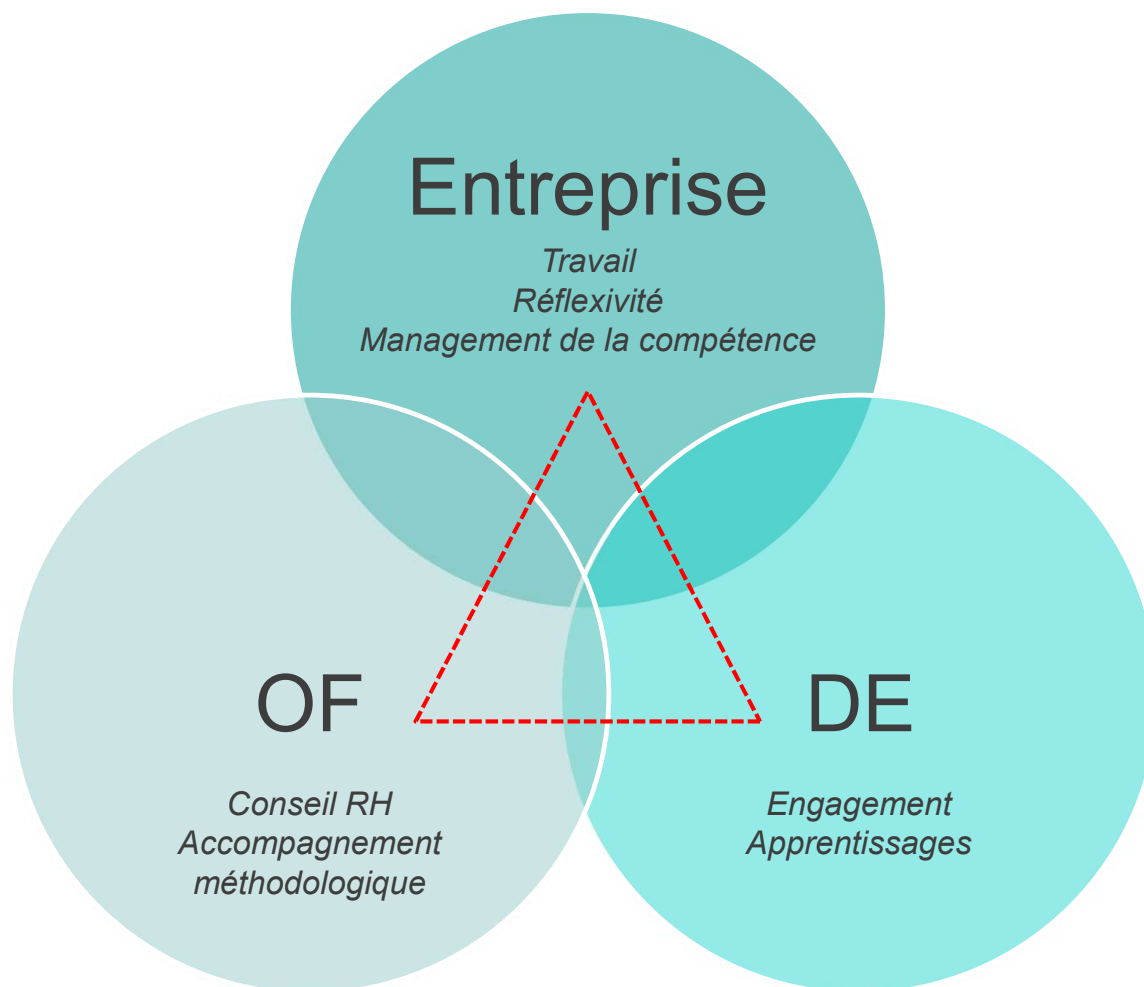 Entreprise
Travail
Réflexivité
Management de la compétence
OF
Conseil RH
Accompagnement
méthodologique
DE
Engagement
Apprentissages